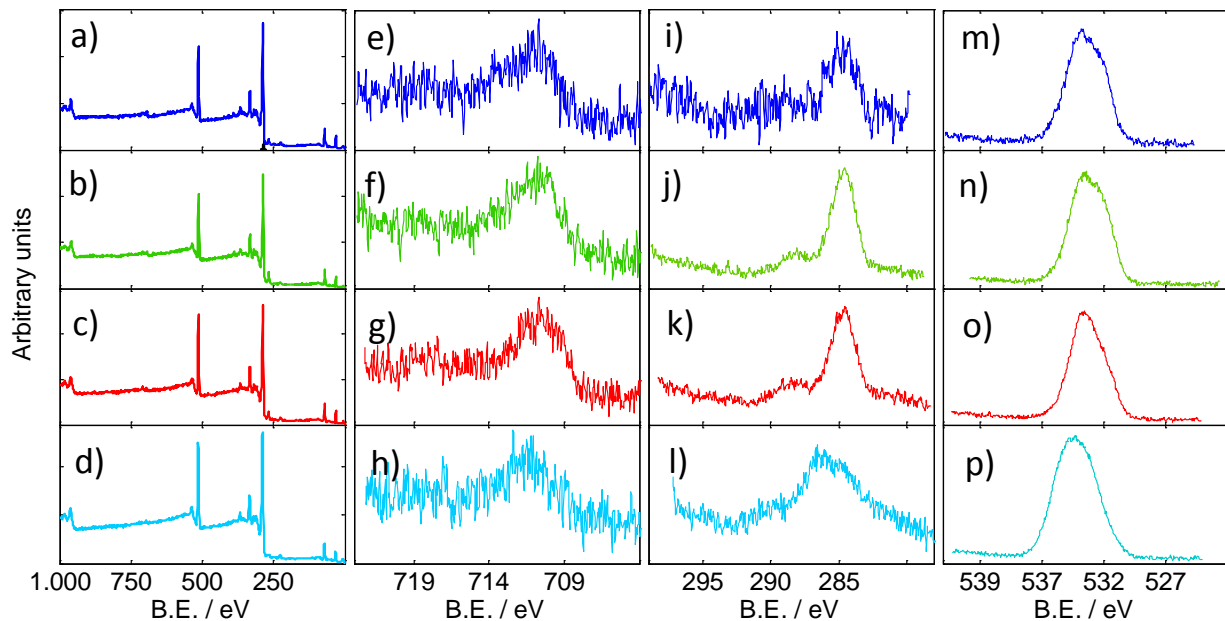 a) e) i) m)
b) f) j) n)
c) g) k) o)
d) h) l) p)
Arbitrary units
1.000 750 500 250 719 714 709 295 290 285 539 537 532 527
B.E. / eV B.E. / eV B.E. / eV B.E. / eV